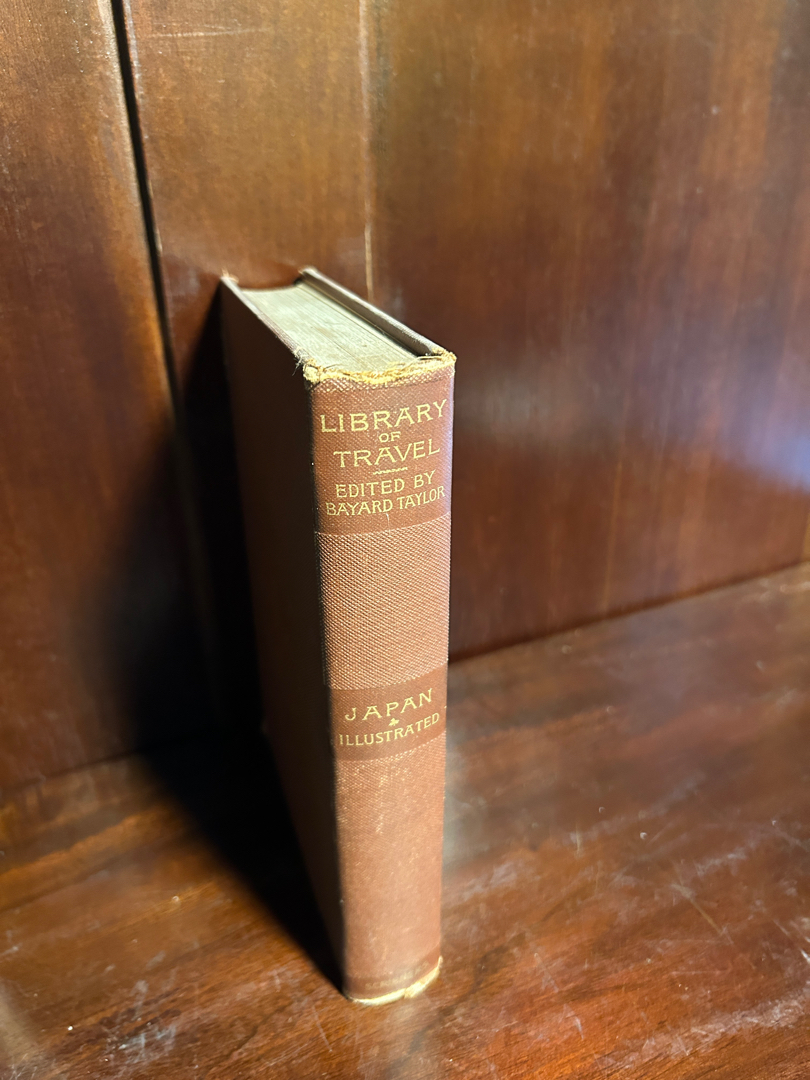 LIBRARY
OF
TRAVEL
EDITED BY
BAYARD TAYLOR
JAPAN
ILLUSTRATED